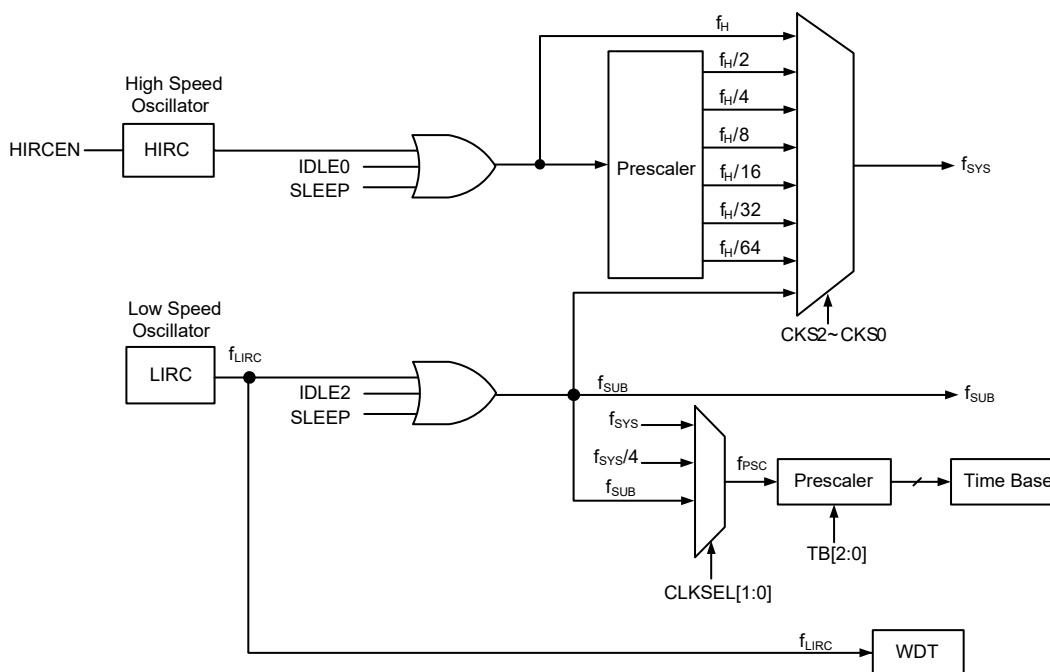 fH
High Speed
Oscillator
HIRCEN
HIRC
IDLE0
SLEEP
Prescaler
fH/2
fH/4
fH/8
fH/16
fH/32
fH/64
fSYS
CKS2~CKS0
Low Speed
Oscillator
LIRC
fLIRC
IDLE2
SLEEP
fSUB
fSUB
fSYS
fSYS/4
fSUB
fPSC
Prescaler
Time Base
TB[2:0]
CLKSEL[1:0]
fLIRC
WDT